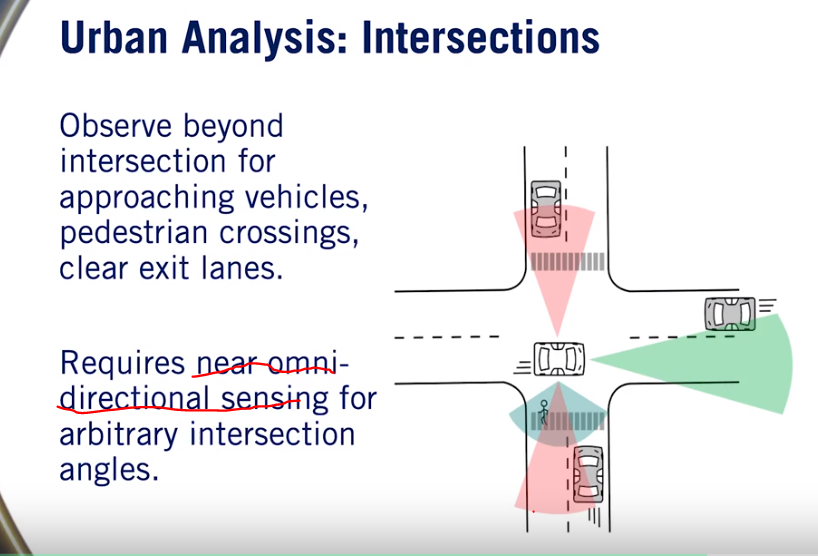 Urban Analysis: Intersections
Observe beyond
intersection for
approaching vehicles,
pedestrian crossings,
clear exit lanes.
Requires near omni-
directional sensing for
arbitrary intersection
angles.